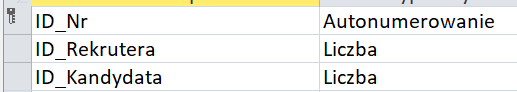 ID_Nr Autonumerowanie
ID_Rekrutera Liczba
ID_Kandydata Liczba